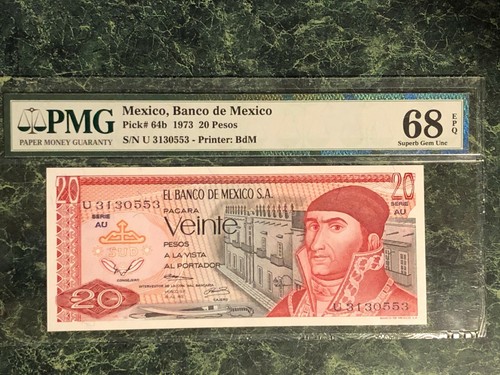 PMG
PAPER MONEY GUARANTY
Mexico, Banco de Mexico
Pick# 64b 1973 20 Pesos
S/N U 3130553 - Printer: BdM
68 EPQ
Superb Gem Unc
20
U 3130553
SERIE
AU
EL BANCO DE MEXICO S.A.
PAGARA
Veinte
PESOS
A LA VISTA
AL PORTADOR
20
SERIE
AU
CONSEJERO
CAJERO
20
U 3130553